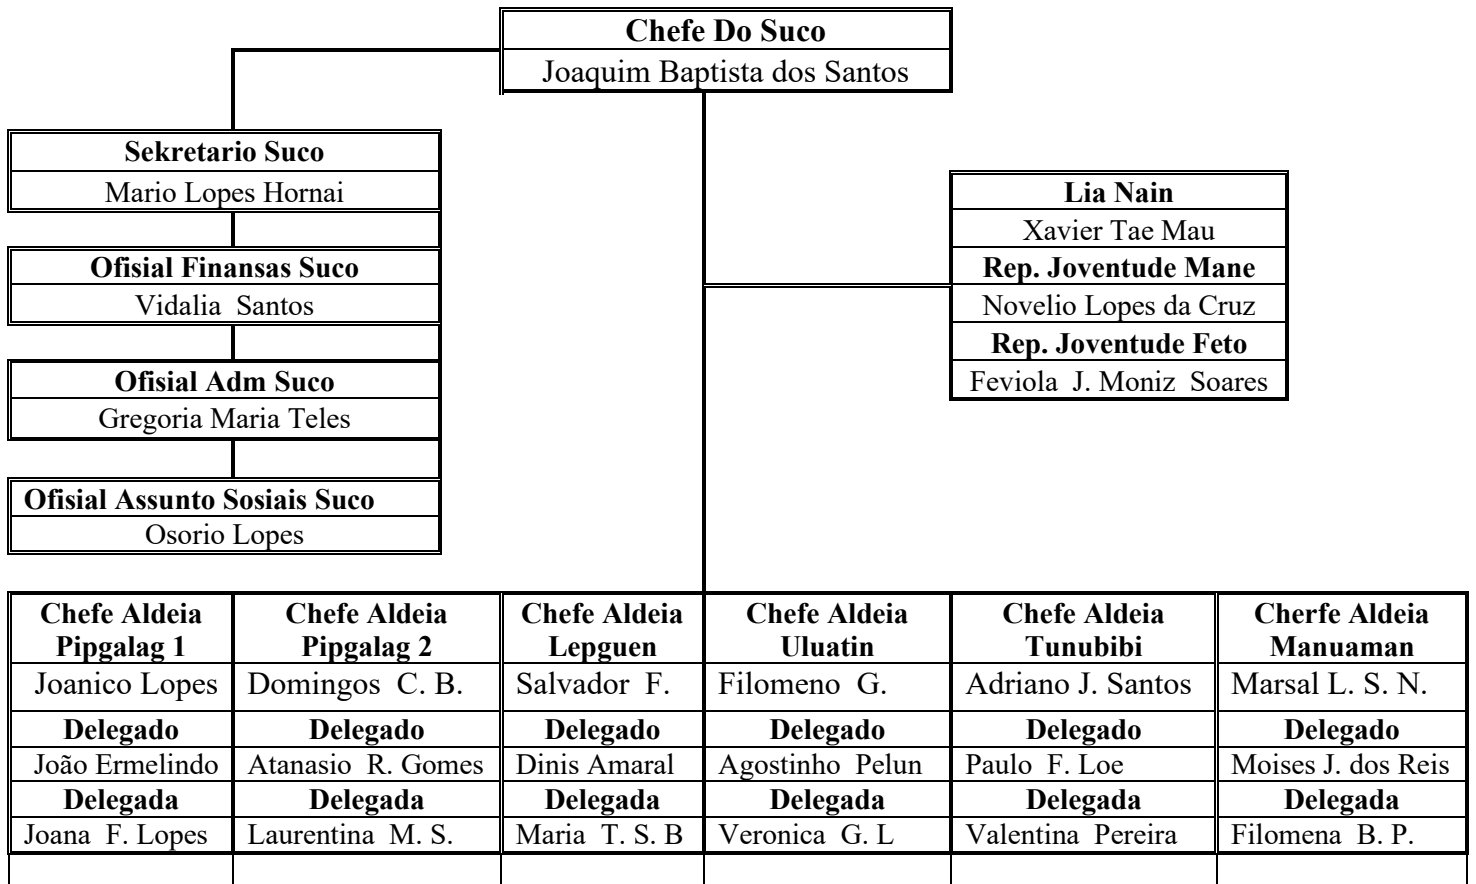 Chefe Do Suco
Joaquim Baptista dos Santos
Sekretario Suco
Mario Lopes Hornai
Ofisial Finansas Suco
Vidalia Santos
Ofisial Adm Suco
Gregoria Maria Teles
Ofisial Assunto Sosiais Suco
Osorio Lopes
Lia Nain
Xavier Tae Mau
Rep. Joventude Mane
Novelio Lopes da Cruz
Rep. Joventude Feto
Feviola J. Moniz Soares
Chefe Aldeia
Pipgalag 1
Joanico Lopes
Delegado
João Ermelindo
Delegada
Joana F. Lopes
Chefe Aldeia
Pipgalag 2
Domingos C. B.
Delegado
Atanasio R. Gomes
Delegada
Laurentina M. S.
Chefe Aldeia
Lepguen
Salvador F.
Delegado
Dinis Amaral
Delegada
Maria T. S. B
Chefe Aldeia
Uluatin
Filomeno G.
Delegado
Agostinho Pelun
Delegada
Veronica G. L
Chefe Aldeia
Tunubibi
Adriano J. Santos
Delegado
Paulo F. Loe
Delegada
Valentina Pereira
Cherfe Aldeia
Manuaman
Marsal L. S. N.
Delegado
Moises J. dos Reis
Delegada
Filomena B. P.